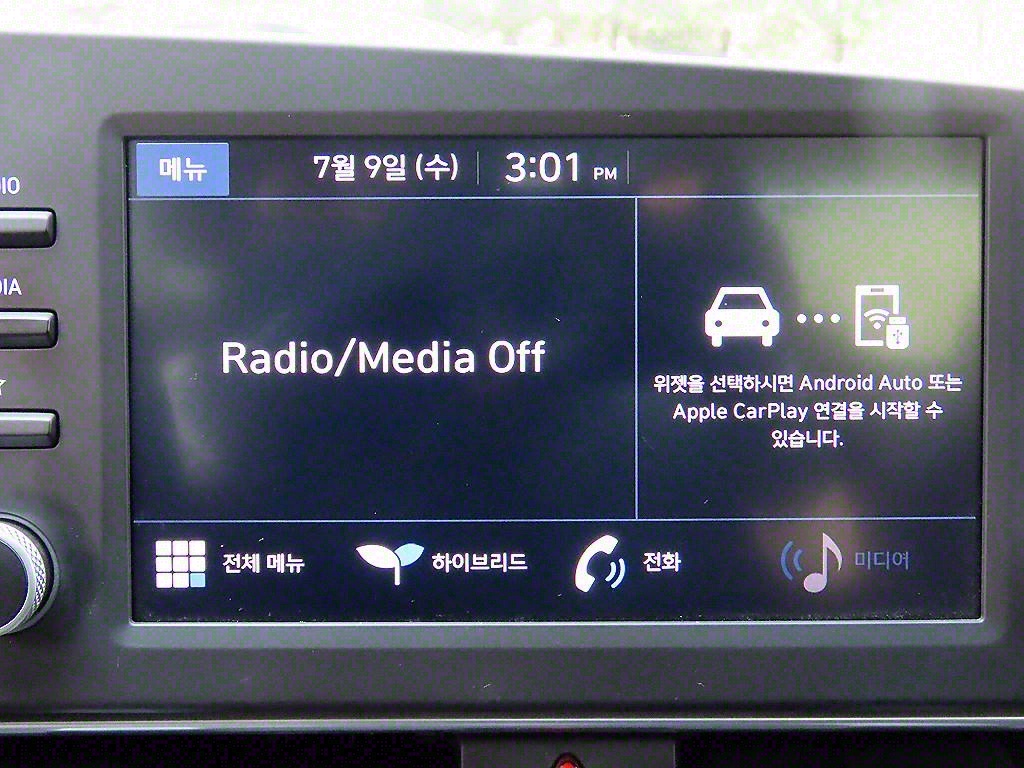 메뉴 7월 9일 (수) 3:01 PM
Radio/Media Off
위젯을 선택하시면 Android Auto 또는
Apple CarPlay 연결을 시작할 수
있습니다.
전체 메뉴 하이브리드 전화 미디어